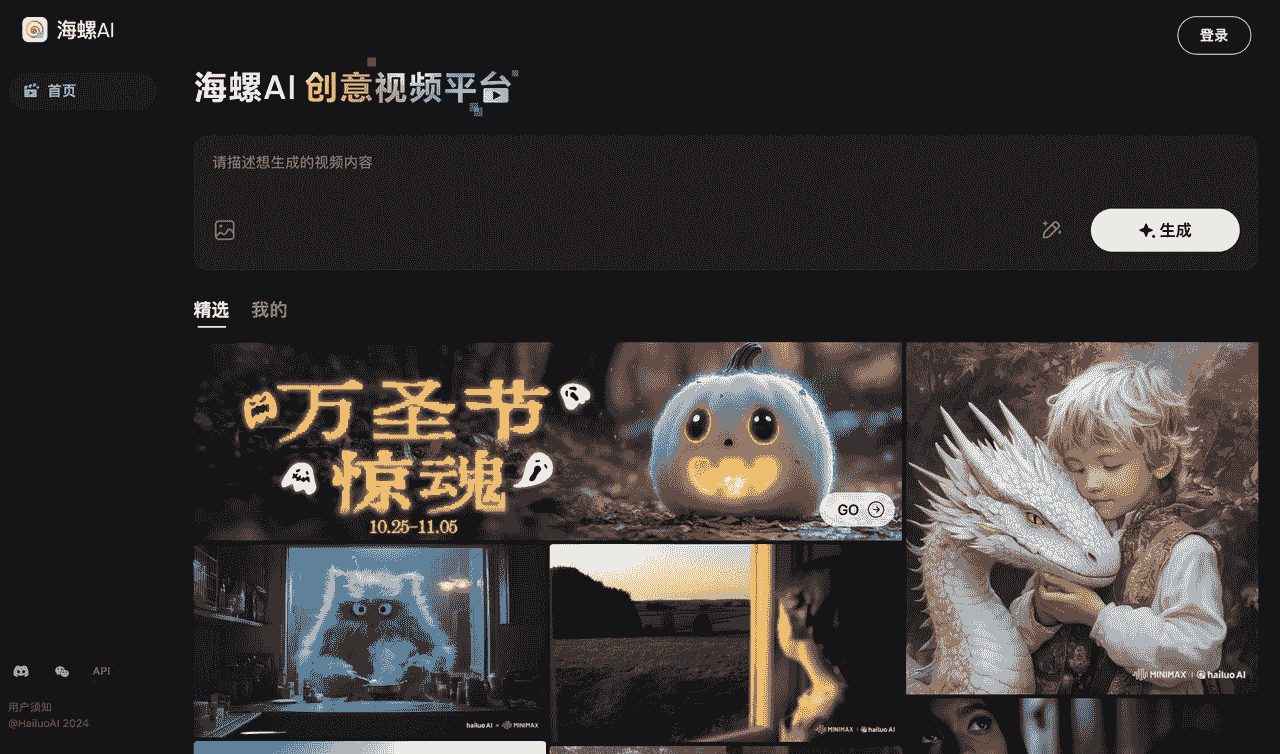 海螺AI
登录
首页
海螺AI 创意视频平台
请描述想生成的视频内容
生成
精选 我的
万圣节
惊魂
10.25-11.05
GO
MINIMAX | hailuo AI
hailuo AI × MINIMAX
MINIMAX | hailuo AI
API
用户须知
@HailuoAI 2024